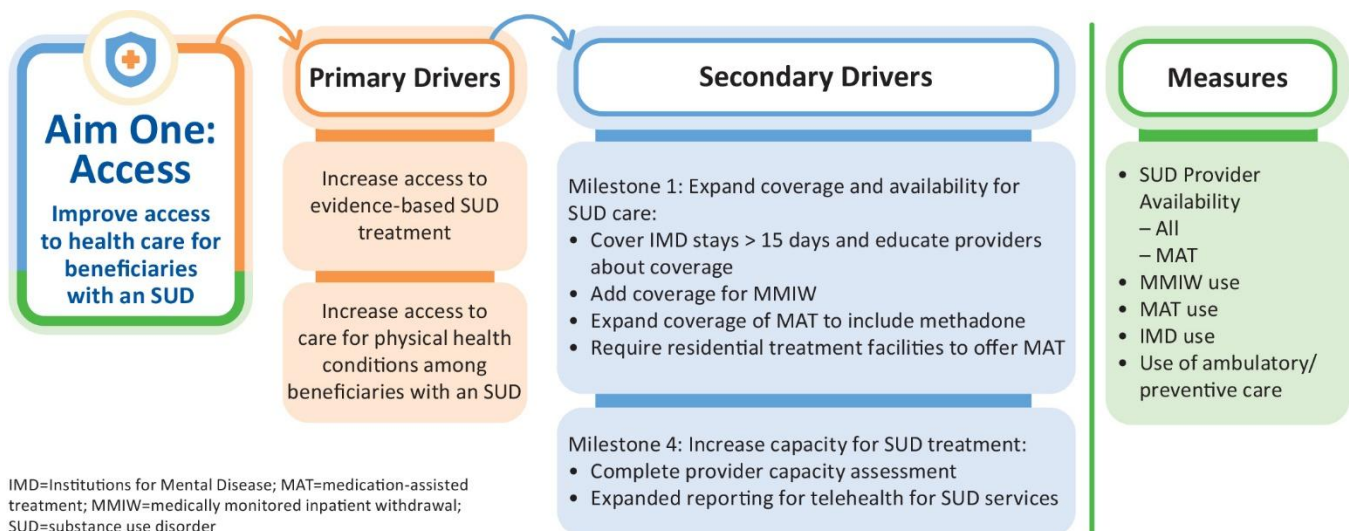 Aim One:
Access
Improve access
to health care for
beneficiaries
with an SUD
Primary Drivers
Increase access to
evidence-based SUD
treatment
Increase access to
care for physical health
conditions among
beneficiaries with an SUD
Secondary Drivers
Milestone 1: Expand coverage and availability for
SUD care:
• Cover IMD stays > 15 days and educate providers
about coverage
• Add coverage for MMIW
• Expand coverage of MAT to include methadone
• Require residential treatment facilities to offer MAT
Milestone 4: Increase capacity for SUD treatment:
• Complete provider capacity assessment
• Expanded reporting for telehealth for SUD services
Measures
• SUD Provider
Availability
– All
– MAT
• MMIW use
• MAT use
• IMD use
• Use of ambulatory/
preventive care
IMD=Institutions for Mental Disease; MAT=medication-assisted
treatment; MMIW=medically monitored inpatient withdrawal;
SUD=substance use disorder